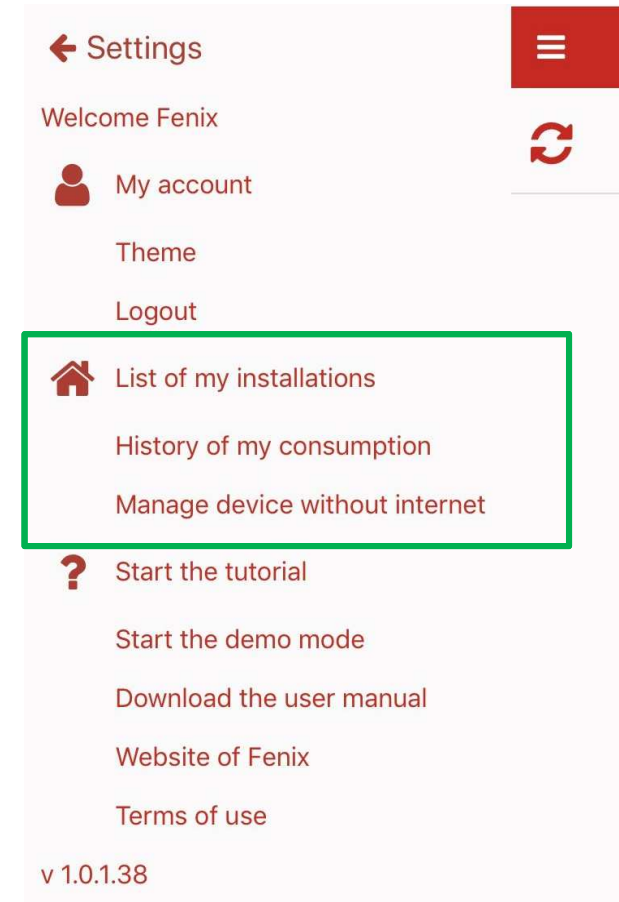 Settings
Welcome Fenix
My account
Theme
Logout
List of my installations
History of my consumption
Manage device without internet
Start the tutorial
Start the demo mode
Download the user manual
Website of Fenix
Terms of use
v 1.0.1.38